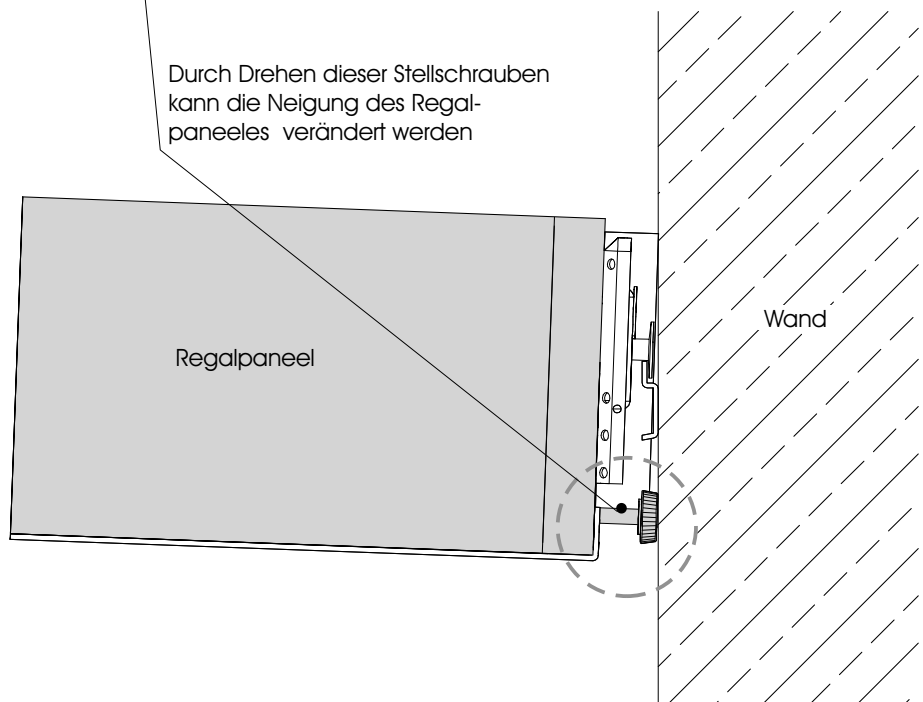 Durch Drehen dieser Stellschrauben
kann die Neigung des Regal-
paneeles  verändert werden
Wand
Regalpaneel